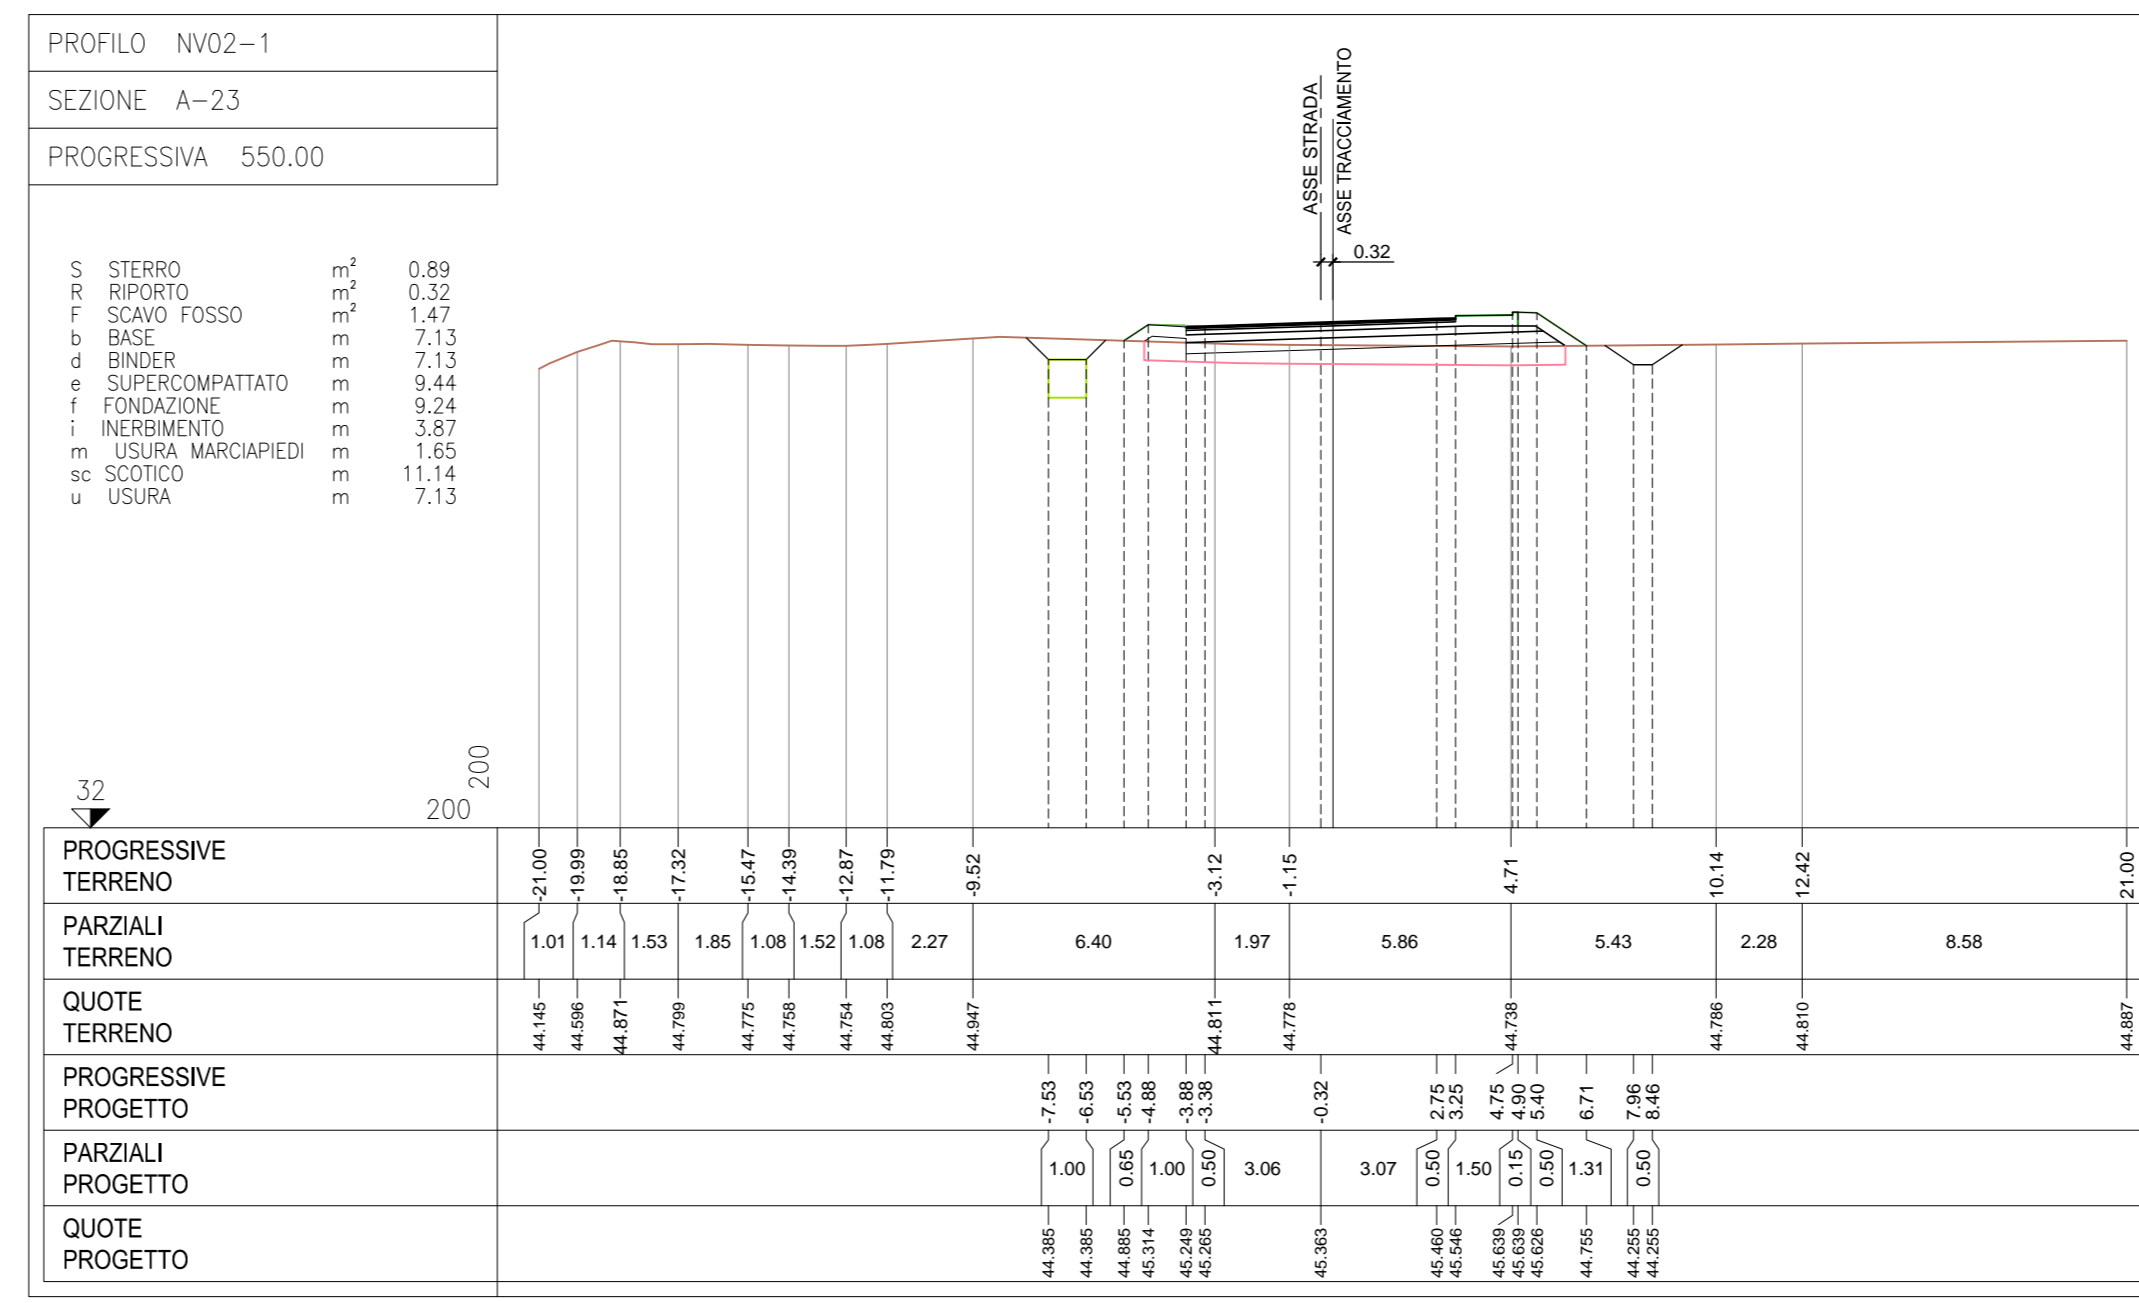 PROFILO NV02-1
SEZIONE A-23
PROGRESSIVA 550.00
ASSE STRADA
ASSE TRACCIAMENTO
0.32
S STERRO m² 0.89
R RIPORTO m² 0.32
F SCAVO FOSSO m² 1.47
b BASE m 7.13
d BINDER m 7.13
e SUPERCOMPATTATO m 9.44
f FONDAZIONE m 9.24
i INERBIMENTO m 3.87
m USURA MARCIAPIEDI m 1.65
sc SCOTICO m 11.14
u USURA m 7.13
32
200
200
PROGRESSIVE
TERRENO
-21.00 -19.99 -18.85 -17.32 -15.47 -14.39 -12.87 -11.79 -9.52 -3.12 -1.15 4.71 10.14 12.42 21.00
PARZIALI
TERRENO
1.01 1.14 1.53 1.85 1.08 1.52 1.08 2.27 6.40 1.97 5.86 5.43 2.28 8.58
QUOTE
TERRENO
44.145 44.596 44.871 44.799 44.775 44.758 44.754 44.803 44.947 44.811 44.778 44.738 44.786 44.810 44.887
PROGRESSIVE
PROGETTO
-7.53 -6.53 -5.53 -4.88 -3.88 -3.38 -0.32 2.75 3.25 4.75 4.90 5.40 6.71 7.96 8.46
PARZIALI
PROGETTO
1.00 0.65 1.00 0.50 3.06 3.07 0.50 1.50 0.15 0.50 1.31 0.50
QUOTE
PROGETTO
44.385 44.385 44.885 45.314 45.249 45.265 45.363 45.460 45.546 45.639 45.639 45.626 44.755 44.255 44.255